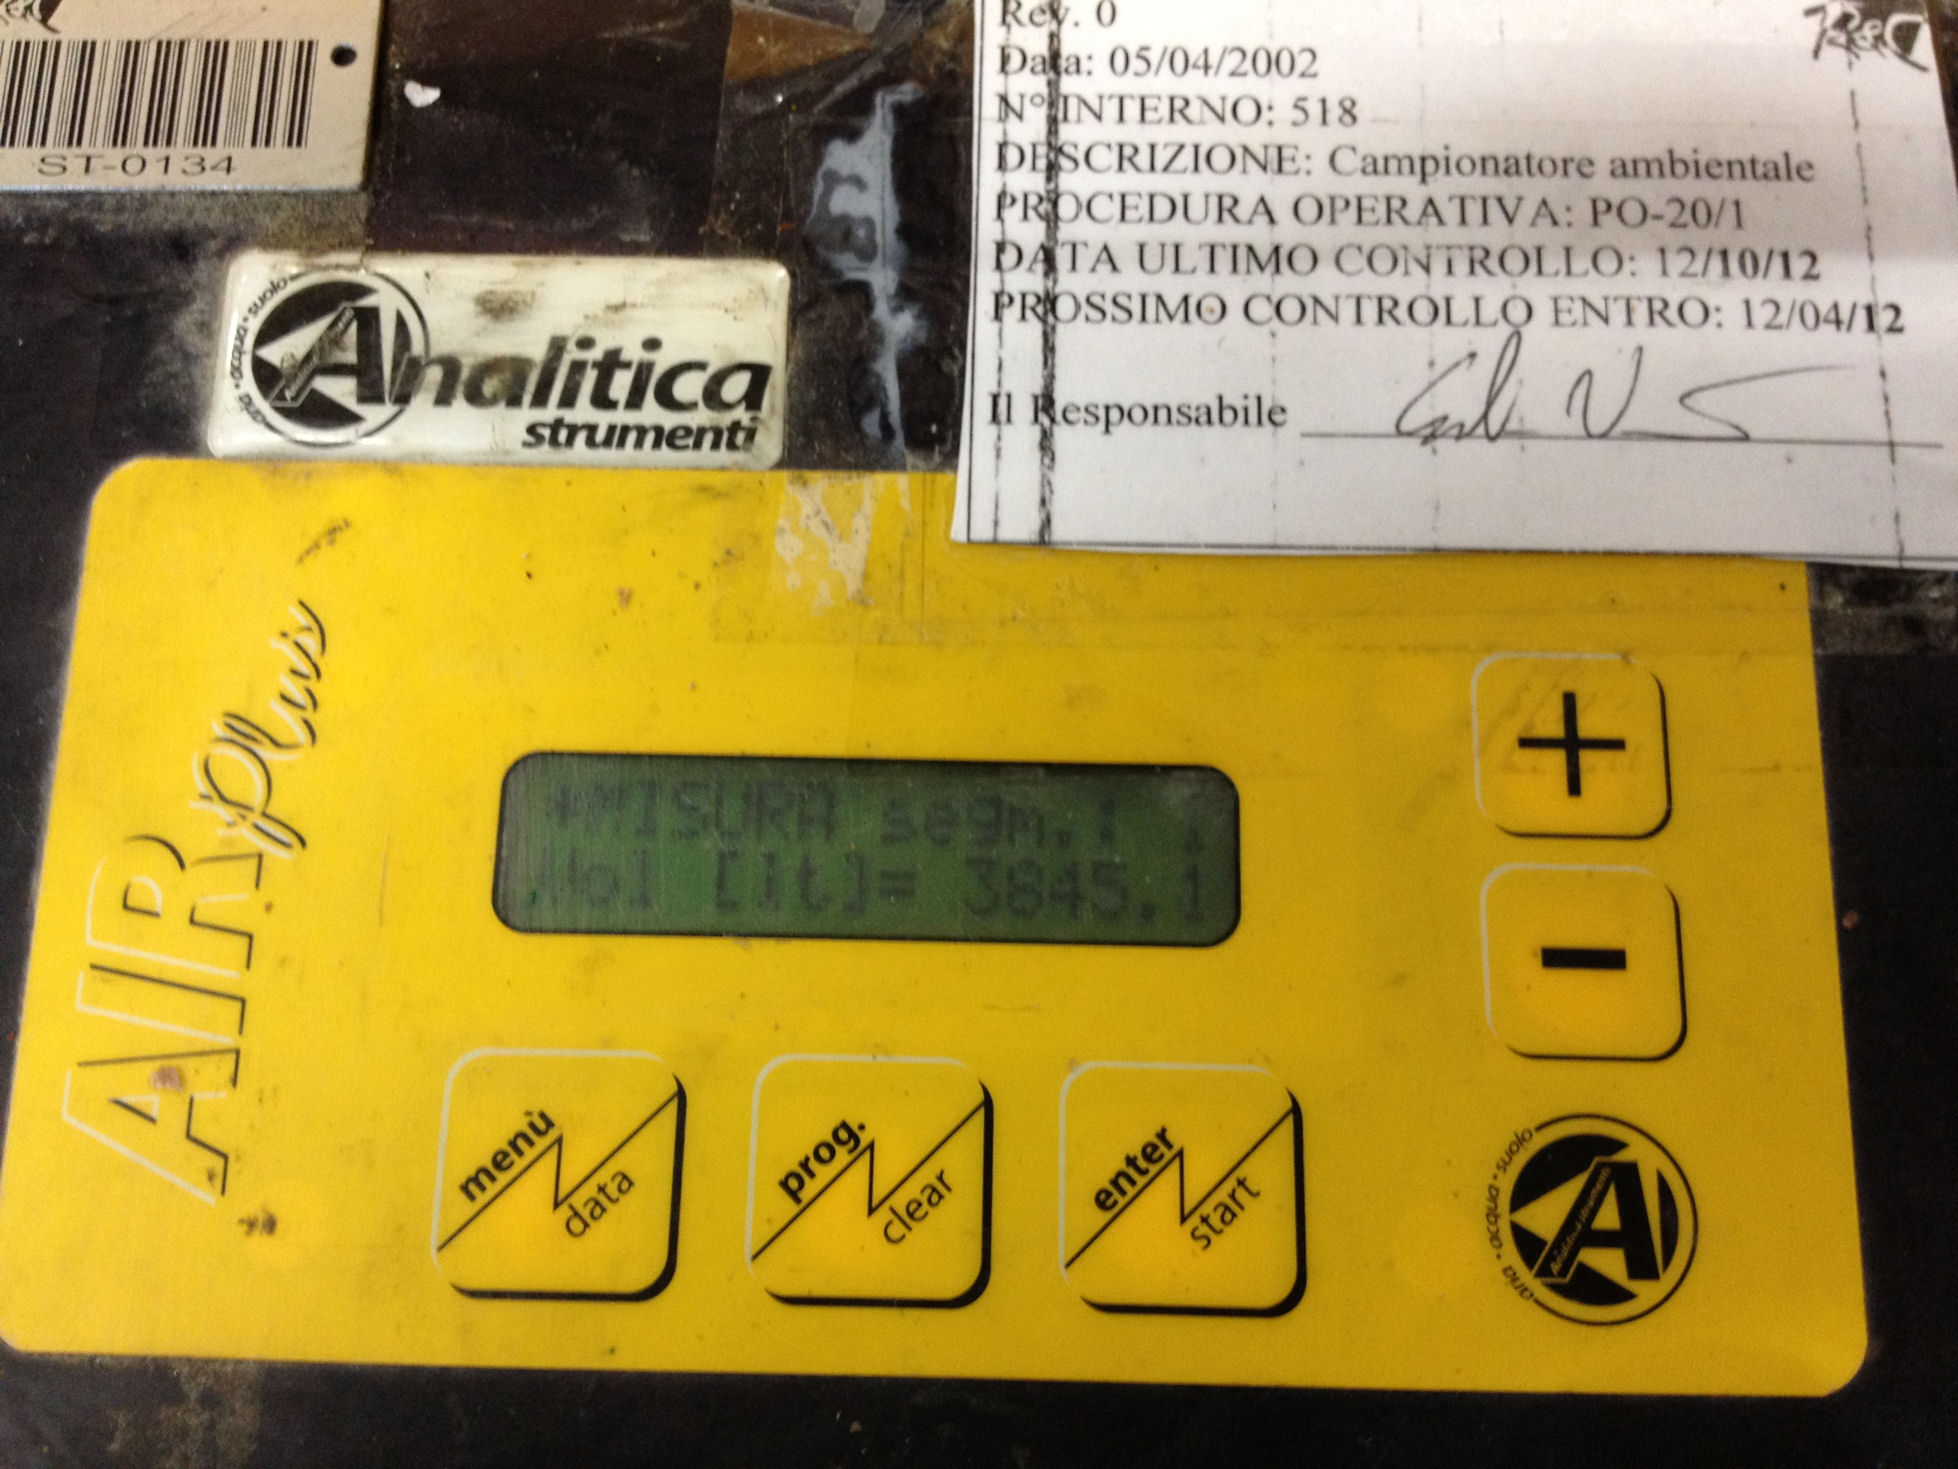 ST-0134
Rev. 0
Data: 05/04/2002
N° INTERNO: 518
DESCRIZIONE: Campionatore ambientale
PROCEDURA OPERATIVA: PO-20/1
DATA ULTIMO CONTROLLO: 12/10/12
PROSSIMO CONTROLLO ENTRO: 12/04/12
Il Responsabile
aria • acqua • suolo
Analitica
strumenti
AIR plus
*MISURA segm.:
Vol [lt]= 3845.1
+
-
menù
data
prog.
clear
enter
start
aria • acqua • suolo
A